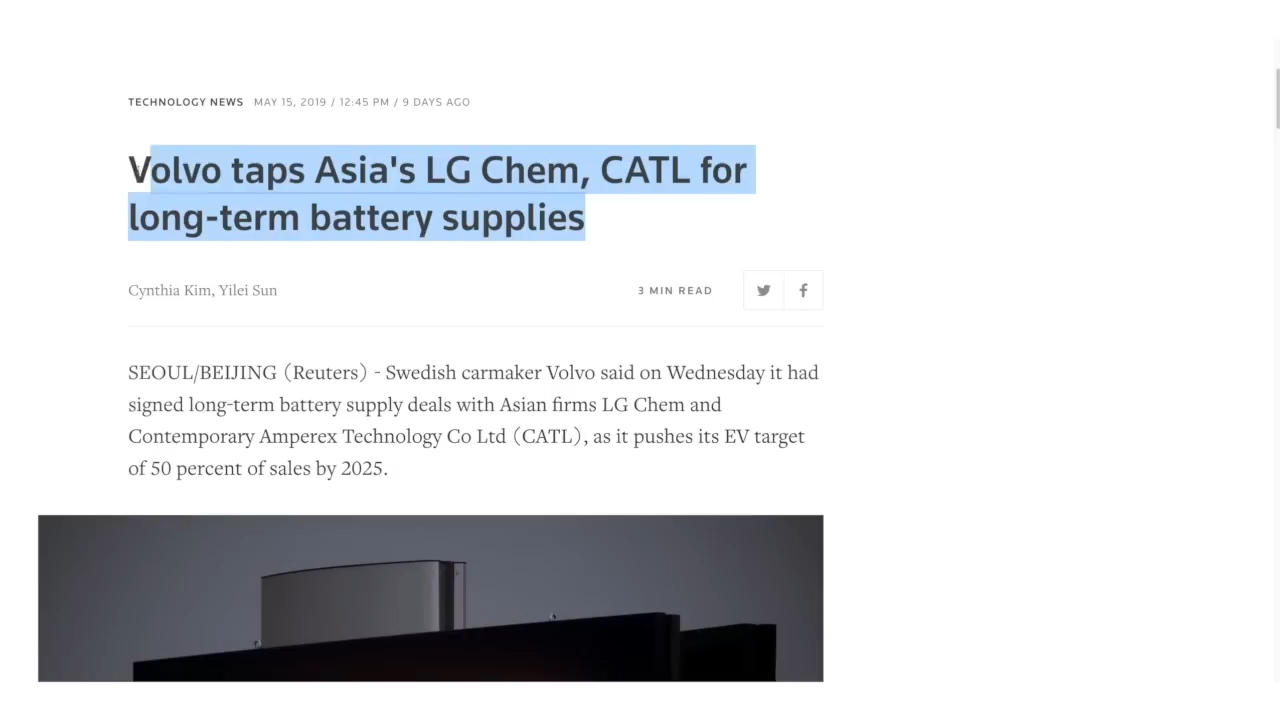 TECHNOLOGY NEWS MAY 15, 2019 / 12:45 PM / 9 DAYS AGO
Volvo taps Asia's LG Chem, CATL for
long-term battery supplies
Cynthia Kim, Yilei Sun 3 MIN READ
SEOUL/BEIJING (Reuters) - Swedish carmaker Volvo said on Wednesday it had
signed long-term battery supply deals with Asian firms LG Chem and
Contemporary Amperex Technology Co Ltd (CATL), as it pushes its EV target
of 50 percent of sales by 2025.